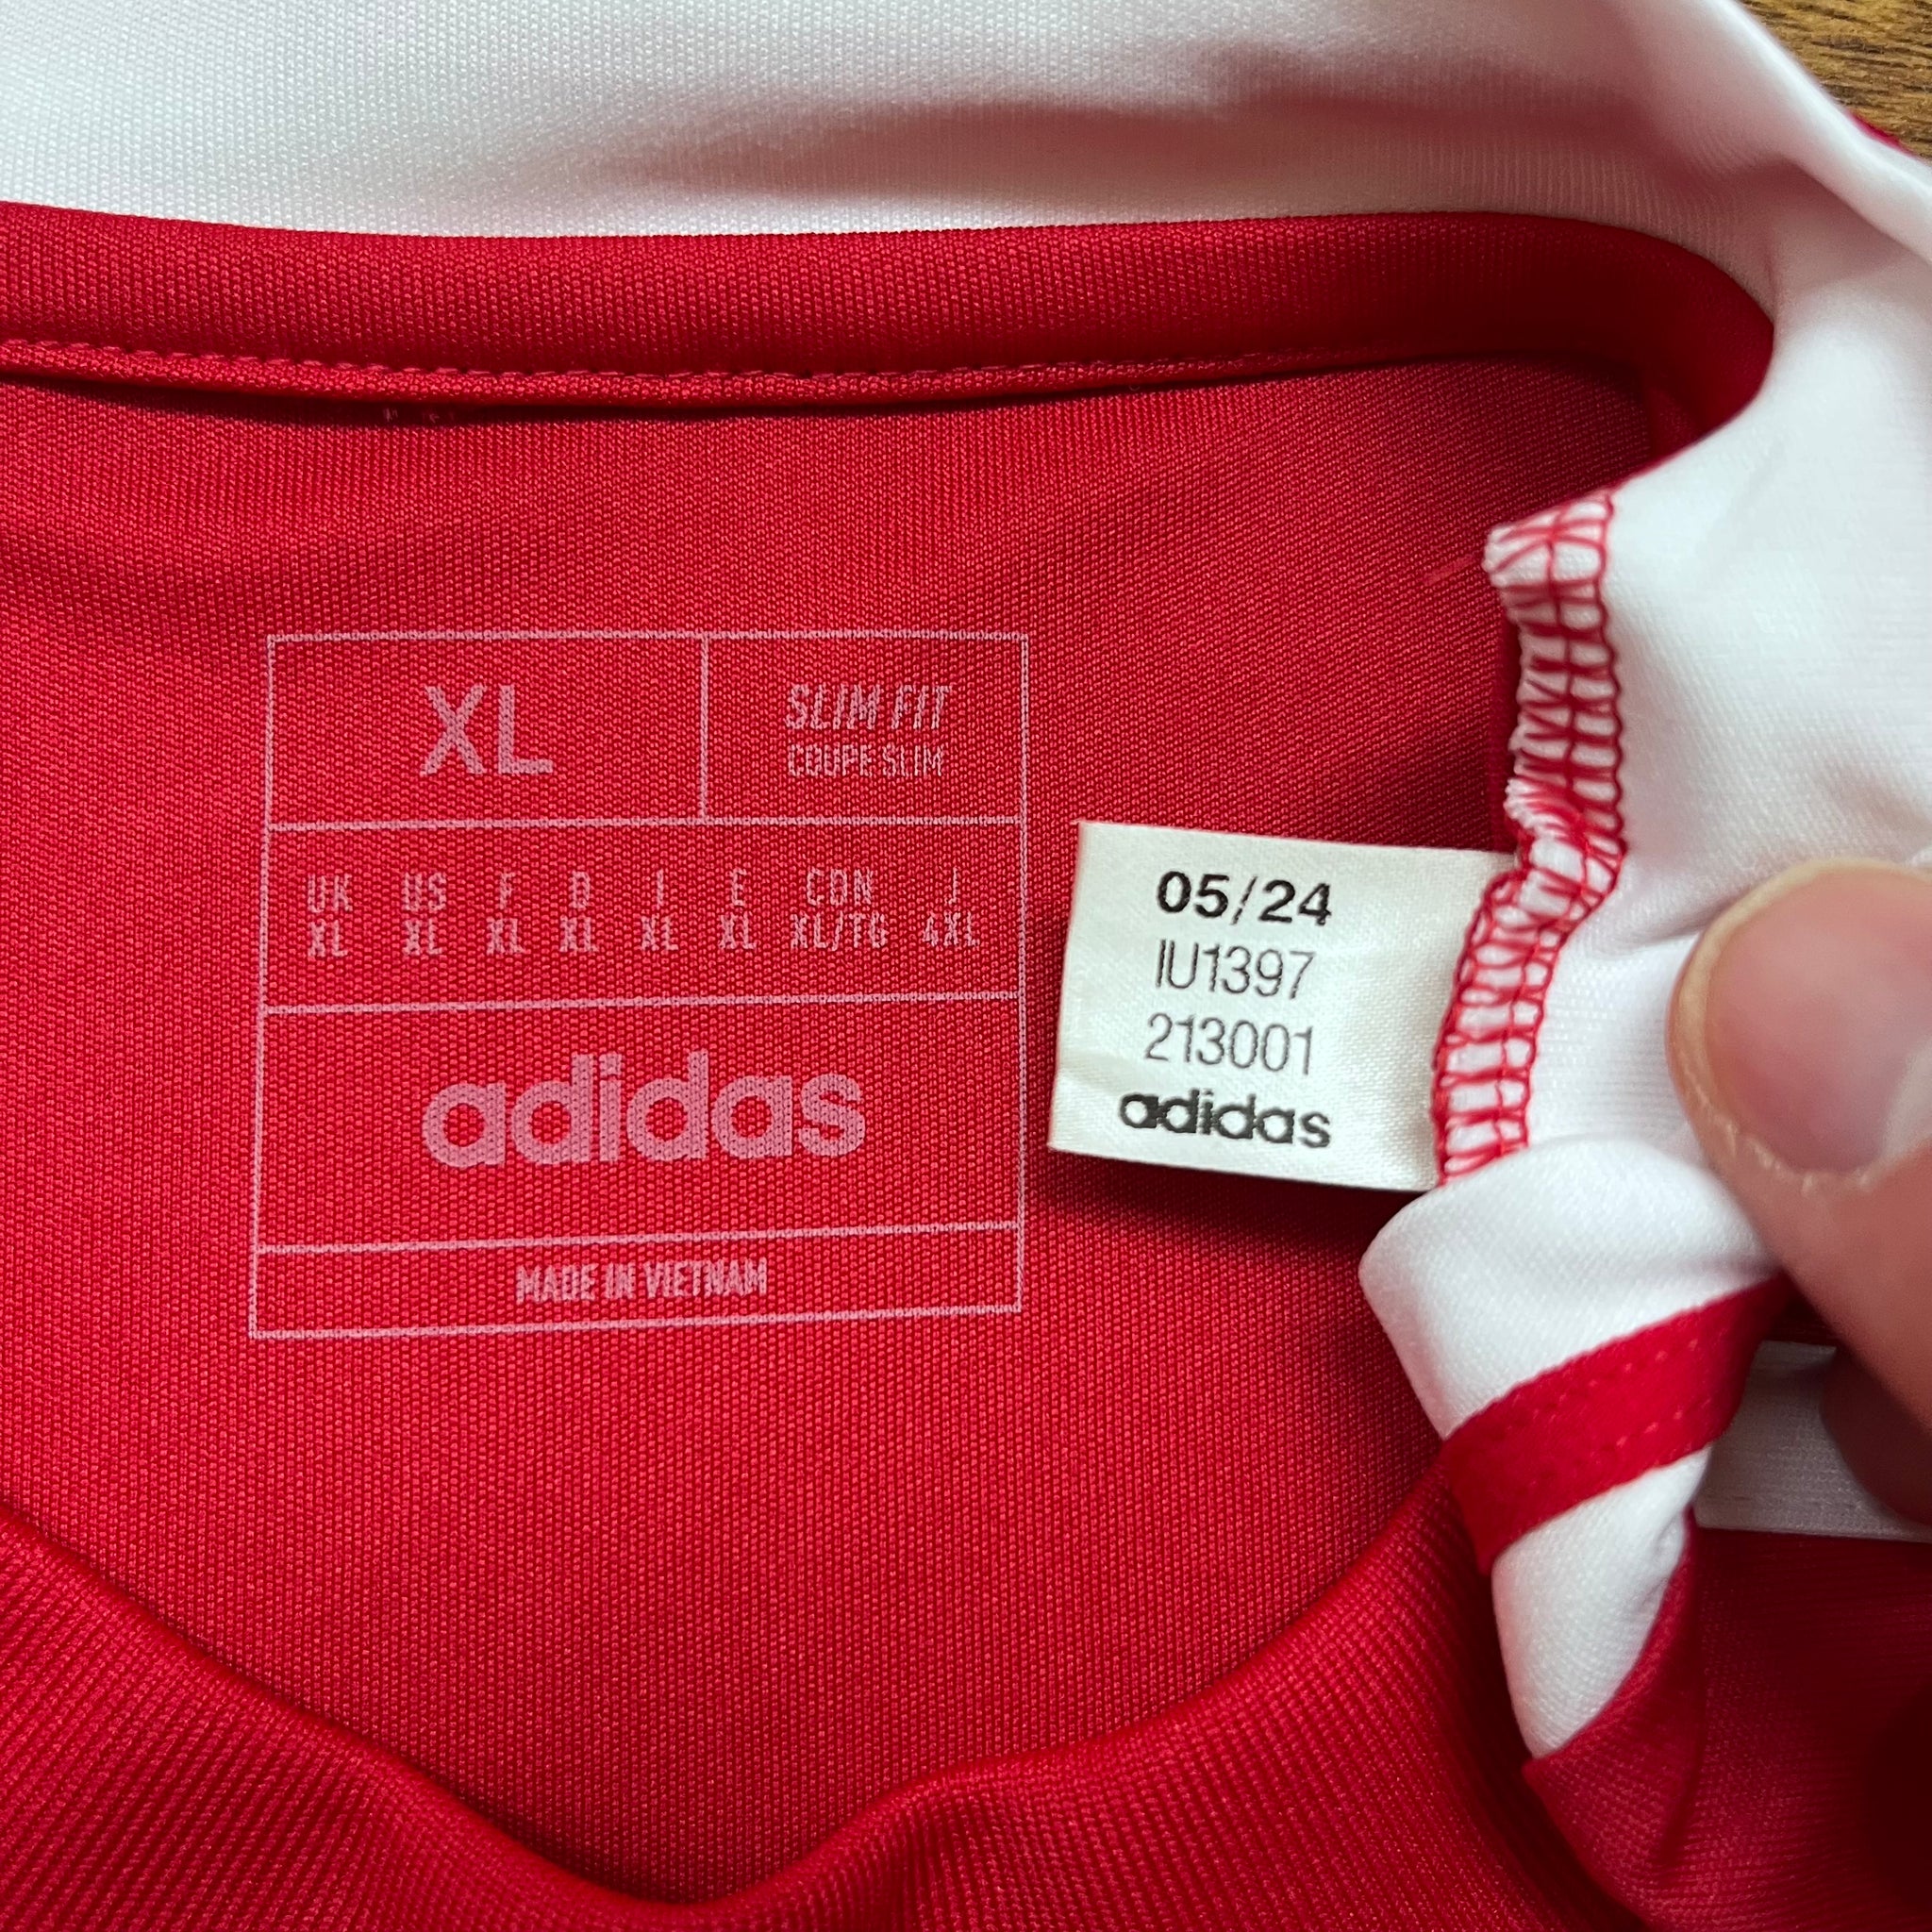 XL
SLIM FIT
COUPE SLIM
UK US F D I E CDN J
XL XL XL XL XL XL XL/TG 4XL
adidas
MADE IN VIETNAM
05/24
IU1397
213001
adidas